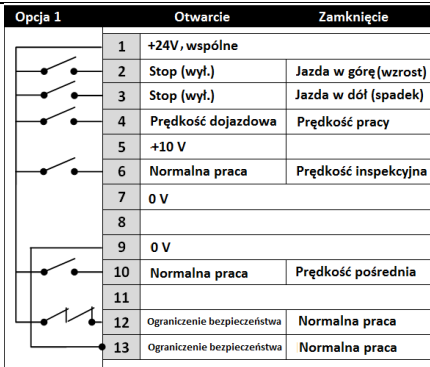 Opcja 1 Otwarcie Zamknięcie
1 +24V, wspólne
2 Stop (wył.) Jazda w górę (wzrost)
3 Stop (wył.) Jazda w dół (spadek)
4 Prędkość dojazdowa Prędkość pracy
5 +10 V
6 Normalna praca Prędkość inspekcyjna
7 0 V
8
9 0 V
10 Normalna praca Prędkość pośrednia
11
12 Ograniczenie bezpieczeństwa Normalna praca
13 Ograniczenie bezpieczeństwa Normalna praca